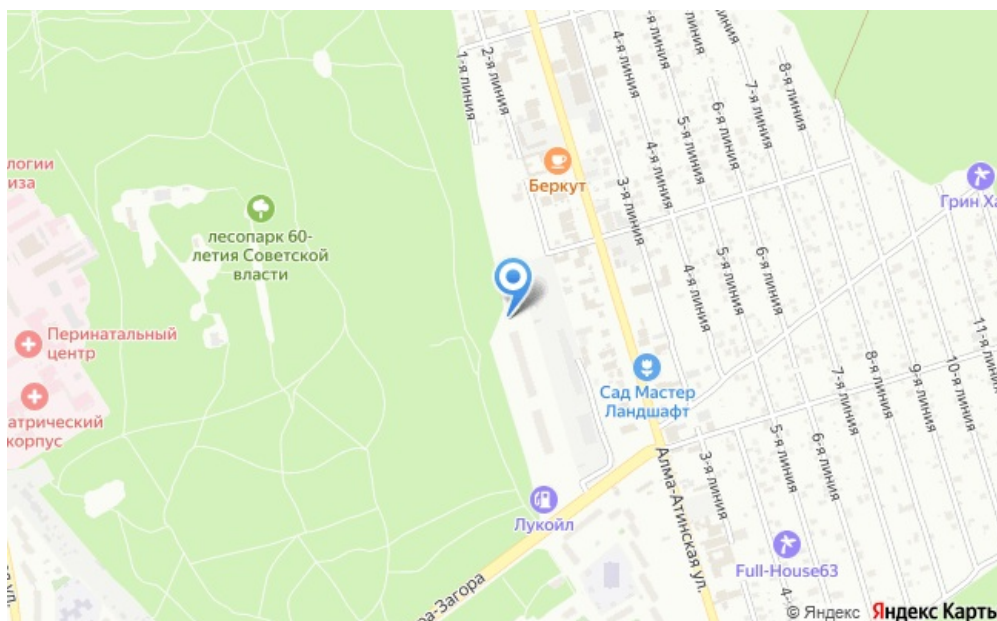 1-я линия
2-я линия
4-я линия
5-я линия
линия
7-я линия
8-я линия
6-я линия
5-я линия
4-я линия
3-я линия
Беркут
Грин Ха
логии
иза
лесопарк 60-
летия Советской
власти
4-я линия
5-я линия
6-я линия
11-я линия
Перинатальный
центр
Сад Мастер
Ландшафт
7-я линия
8-я линия
9-я линия
10-я линия
атрический
корпус
3-я линия
5-я линия
6-я линия
Алма-Атинская ул.
Лукойл
Full-House63
4-
ра-Загора
ул.
© Яндекс Яндекс Карты